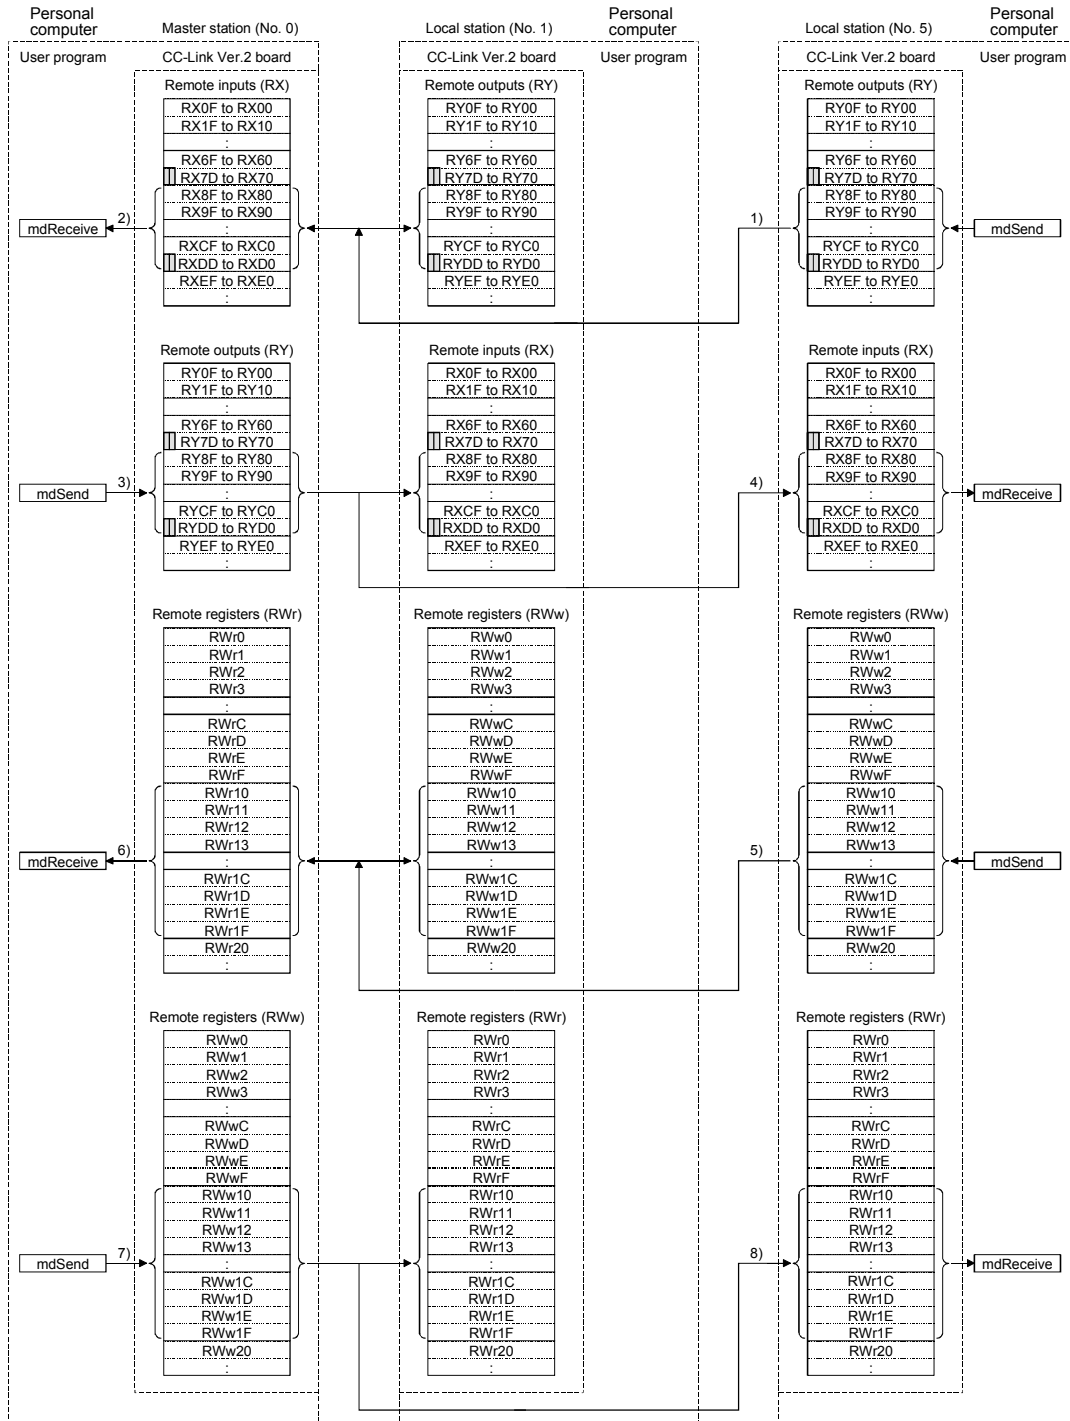 Personal computer
Master station (No. 0)
Local station (No. 1)
Personal computer
Local station (No. 5)
Personal computer
User program
CC-Link Ver.2 board
CC-Link Ver.2 board
User program
CC-Link Ver.2 board
User program
Remote inputs (RX)
RX0F to RX00
RX1F to RX10
:
RX6F to RX60
RX7D to RX70
RX8F to RX80
RX9F to RX90
:
RXCF to RXC0
RXDD to RXD0
RXEF to RXE0
:
Remote outputs (RY)
RY0F to RY00
RY1F to RY10
:
RY6F to RY60
RY7D to RY70
RY8F to RY80
RY9F to RY90
:
RYCF to RYC0
RYDD to RYD0
RYEF to RYE0
:
Remote outputs (RY)
RY0F to RY00
RY1F to RY10
:
RY6F to RY60
RY7D to RY70
RY8F to RY80
RY9F to RY90
:
RYCF to RYC0
RYDD to RYD0
RYEF to RYE0
:
mdReceive
2)
1)
mdSend
Remote outputs (RY)
RY0F to RY00
RY1F to RY10
:
RY6F to RY60
RY7D to RY70
RY8F to RY80
RY9F to RY90
:
RYCF to RYC0
RYDD to RYD0
RYEF to RYE0
:
Remote inputs (RX)
RX0F to RX00
RX1F to RX10
:
RX6F to RX60
RX7D to RX70
RX8F to RX80
RX9F to RX90
:
RXCF to RXC0
RXDD to RXD0
RXEF to RXE0
:
Remote inputs (RX)
RX0F to RX00
RX1F to RX10
:
RX6F to RX60
RX7D to RX70
RX8F to RX80
RX9F to RX90
:
RXCF to RXC0
RXDD to RXD0
RXEF to RXE0
:
mdSend
3)
4)
mdReceive
Remote registers (RWr)
RWr0
RWr1
RWr2
RWr3
:
RWrC
RWrD
RWrE
RWrF
RWr10
RWr11
RWr12
RWr13
:
RWr1C
RWr1D
RWr1E
RWr1F
RWr20
:
Remote registers (RWw)
RWw0
RWw1
RWw2
RWw3
:
RWwC
RWwD
RWwE
RWwF
RWw10
RWw11
RWw12
RWw13
:
RWw1C
RWw1D
RWw1E
RWw1F
RWw20
:
Remote registers (RWw)
RWw0
RWw1
RWw2
RWw3
:
RWwC
RWwD
RWwE
RWwF
RWw10
RWw11
RWw12
RWw13
:
RWw1C
RWw1D
RWw1E
RWw1F
RWw20
:
mdReceive
6)
5)
mdSend
Remote registers (RWw)
RWw0
RWw1
RWw2
RWw3
:
RWwC
RWwD
RWwE
RWwF
RWw10
RWw11
RWw12
RWw13
:
RWw1C
RWw1D
RWw1E
RWw1F
RWw20
:
Remote registers (RWr)
RWr0
RWr1
RWr2
RWr3
:
RWrC
RWrD
RWrE
RWrF
RWr10
RWr11
RWr12
RWr13
:
RWr1C
RWr1D
RWr1E
RWr1F
RWr20
:
Remote registers (RWr)
RWr0
RWr1
RWr2
RWr3
:
RWrC
RWrD
RWrE
RWrF
RWr10
RWr11
RWr12
RWr13
:
RWr1C
RWr1D
RWr1E
RWr1F
RWr20
:
mdSend
7)
8)
mdReceive